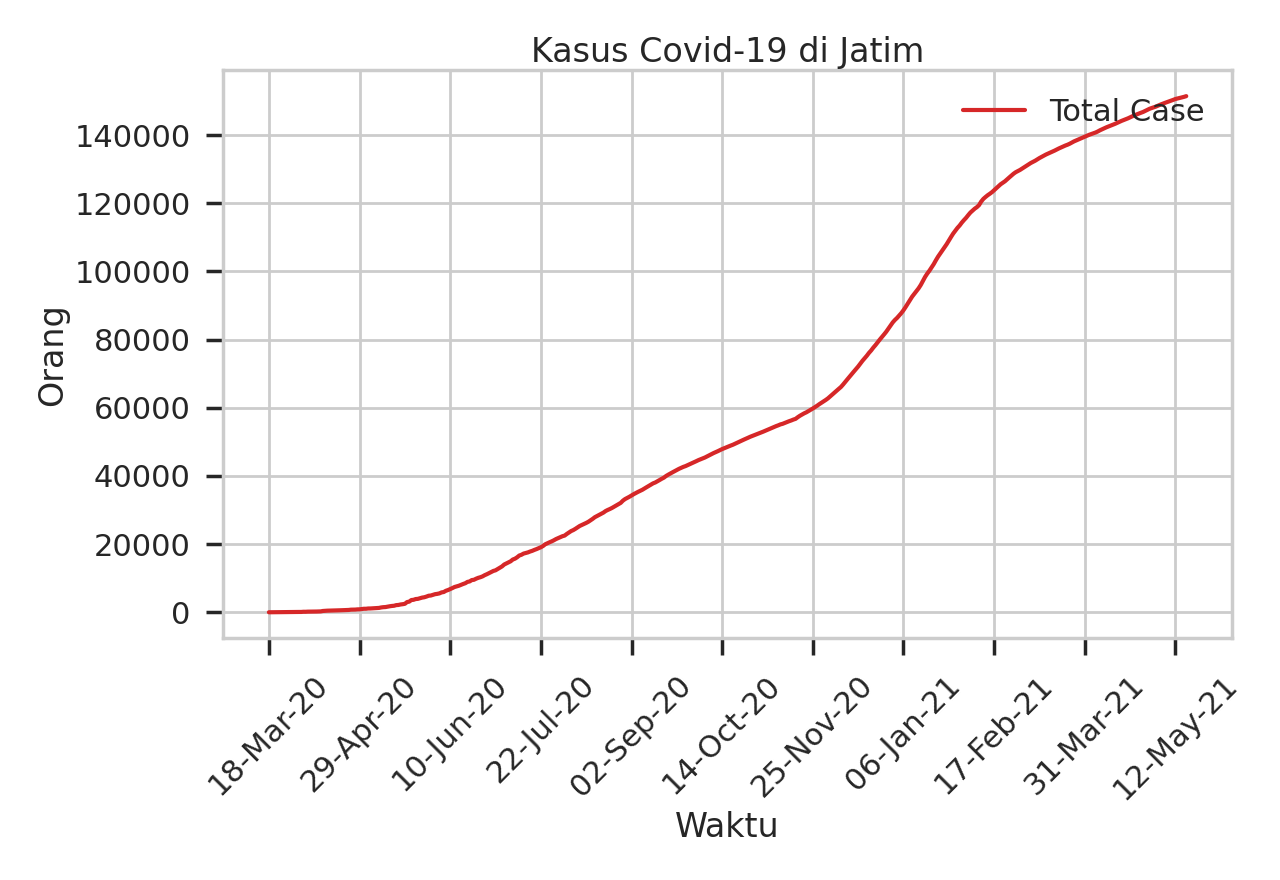 Kasus Covid-19 di Jatim
Total Case
Orang
140000
120000
100000
80000
60000
40000
20000
0
18-Mar-20
29-Apr-20
10-Jun-20
22-Jul-20
02-Sep-20
14-Oct-20
25-Nov-20
06-Jan-21
17-Feb-21
31-Mar-21
12-May-21
Waktu